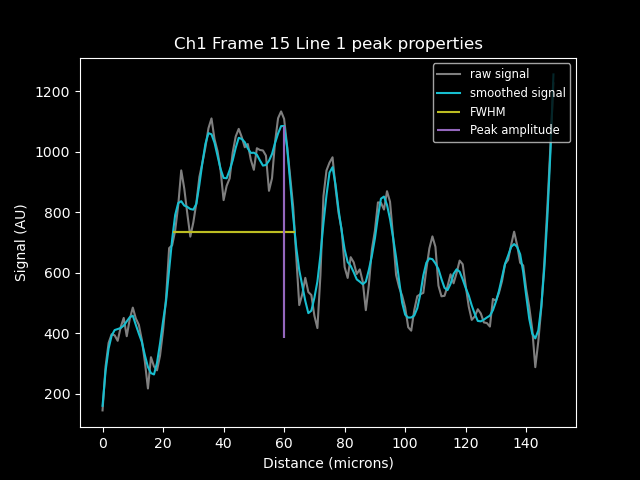 Ch1 Frame 15 Line 1 peak properties
raw signal
smoothed signal
FWHM
Peak amplitude
Signal (AU)
1200
1000
800
600
400
200
0 20 40 60 80 100 120 140
Distance (microns)